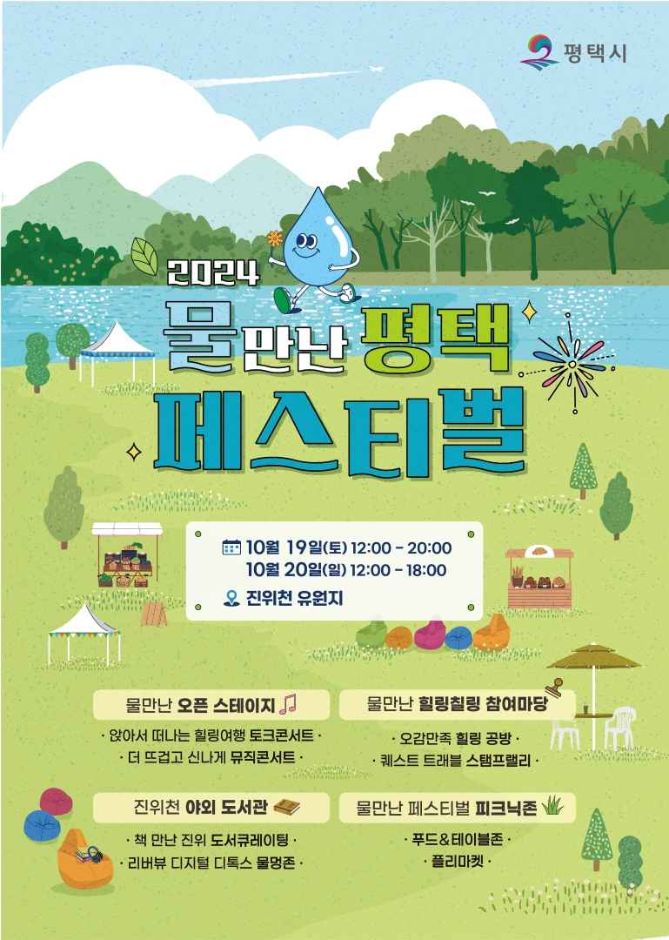 평택시
2024
물만난 평택
페스티벌
10월 19일(토) 12:00 - 20:00
10월 20일(일) 12:00 - 18:00
진위천 유원지
물만난 오픈 스테이지
· 앉아서 떠나는 힐링여행 토크콘서트 ·
· 더 뜨겁고 신나게 뮤직콘서트 ·
물만난 힐링칠링 참여마당
· 오감만족 힐링 공방 ·
· 퀘스트 트래블 스탬프랠리 ·
진위천 야외 도서관
· 책 만난 진위 도서큐레이팅 ·
· 리버뷰 디지털 디톡스 물멍존 ·
물만난 페스티벌 피크닉존
· 푸드&테이블존 ·
· 플리마켓 ·